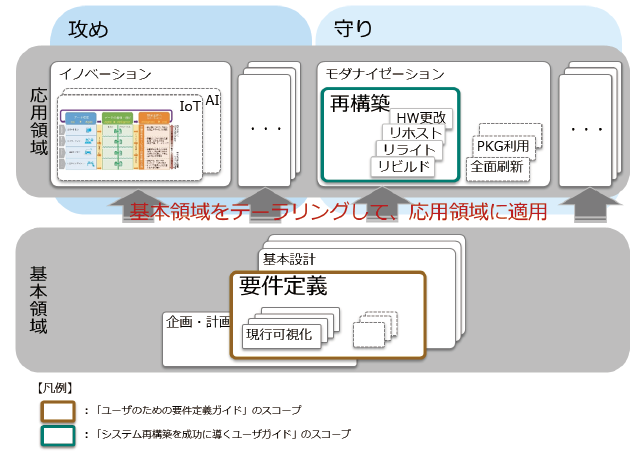 攻め
守り
応用領域
イノベーション
AI
IoT
・・・
モダナイゼーション
再構築
HW更改
リホスト
リライト
リビルド
PKG利用
全面刷新
・・・
基本領域をテーラリングして、応用領域に適用
基本領域
基本設計
要件定義
企画・計画
現行可視化
【凡例】
：「ユーザのための要件定義ガイド」のスコープ
：「システム再構築を成功に導くユーザガイド」のスコープ